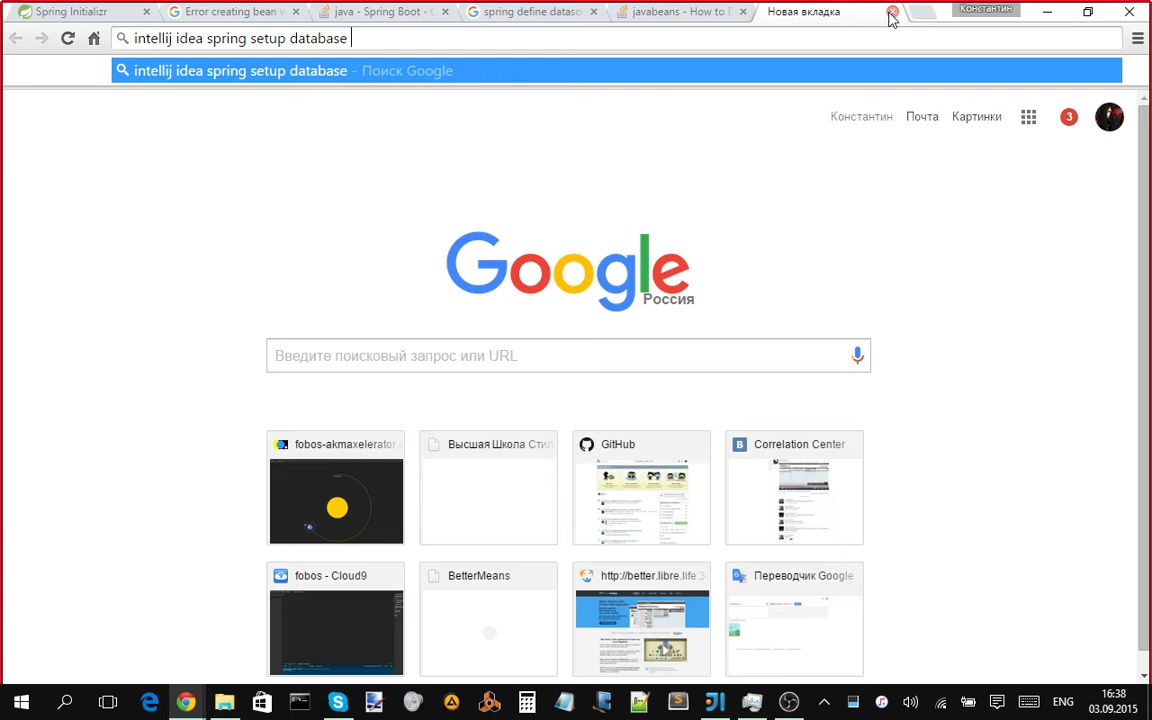 Spring Initializr
Error creating bean w
java - Spring Boot -
spring define dataso
javabeans - How to D
Новая вкладка
Константин
intellij idea spring setup database
intellij idea spring setup database - Поиск Google
Константин
Почта
Картинки
3
Google
Россия
Введите поисковый запрос или URL
fobos-akmaxelerator.
Высшая Школа Сти
GitHub
Correlation Center
fobos - Cloud9
BetterMeans
http://better.libre.life:3
Переводчик Google
ENG
16:38
03.09.2015